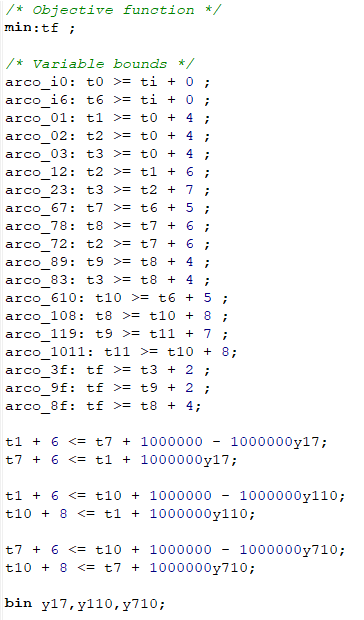 /* Objective function */
min:tf ;
/* Variable bounds */
arco_i0: t0 >= ti + 0 ;
arco_i6: t6 >= ti + 0 ;
arco_01: t1 >= t0 + 4 ;
arco_02: t2 >= t0 + 4 ;
arco_03: t3 >= t0 + 4 ;
arco_12: t2 >= t1 + 6 ;
arco_23: t3 >= t2 + 7 ;
arco_67: t7 >= t6 + 5 ;
arco_78: t8 >= t7 + 6 ;
arco_72: t2 >= t7 + 6 ;
arco_89: t9 >= t8 + 4 ;
arco_83: t3 >= t8 + 4 ;
arco_610: t10 >= t6 + 5 ;
arco_108: t8 >= t10 + 8 ;
arco_119: t9 >= t11 + 7 ;
arco_1011: t11 >= t10 + 8;
arco_3f: tf >= t3 + 2 ;
arco_9f: tf >= t9 + 2 ;
arco_8f: tf >= t8 + 4;
t1 + 6 <= t7 + 1000000 - 1000000y17;
t7 + 6 <= t1 + 1000000y17;
t1 + 6 <= t10 + 1000000 - 1000000y110;
t10 + 8 <= t1 + 1000000y110;
t7 + 6 <= t10 + 1000000 - 1000000y710;
t10 + 8 <= t7 + 1000000y710;
bin y17,y110,y710;